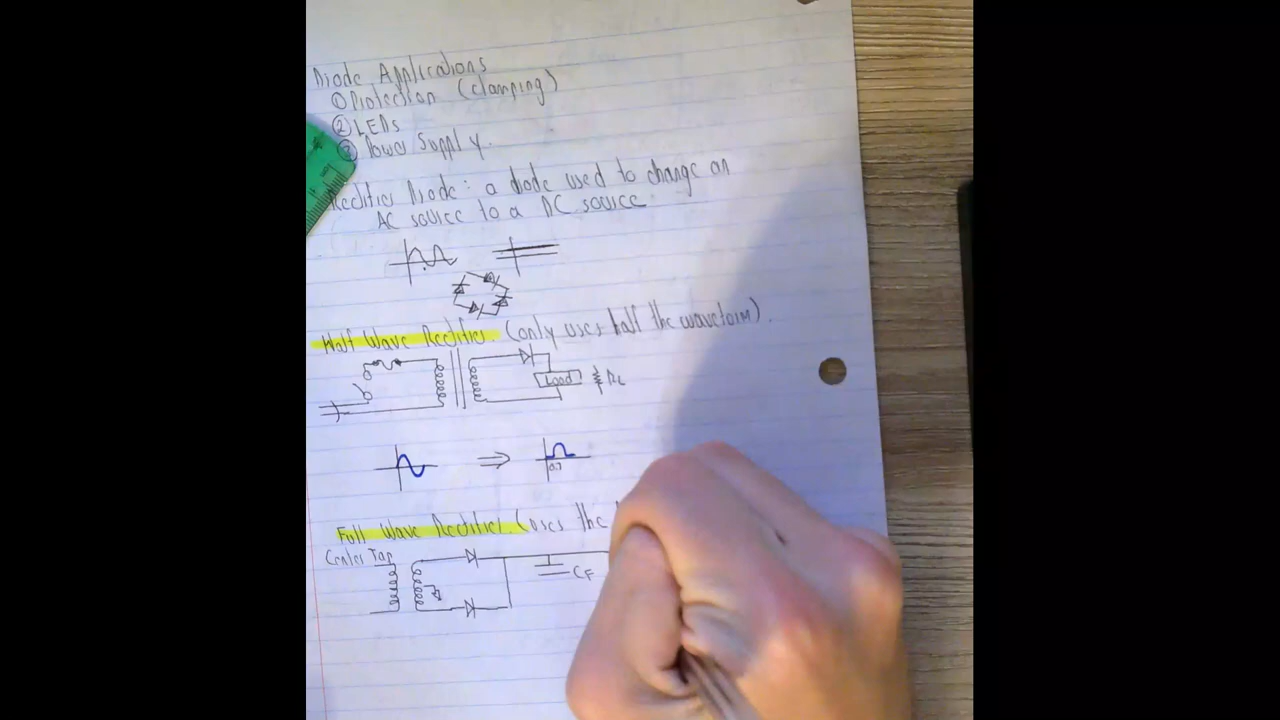 Diode Applications
① Protection (clamping)
② LEDs
③ Power Supply.
Rectifier Diode: a diode used to change an
AC source to a DC source
Half Wave Rectifier. (only uses half the waveform).
Load RL
0.7
Full Wave Rectifier. (uses the
Center Tap
CF